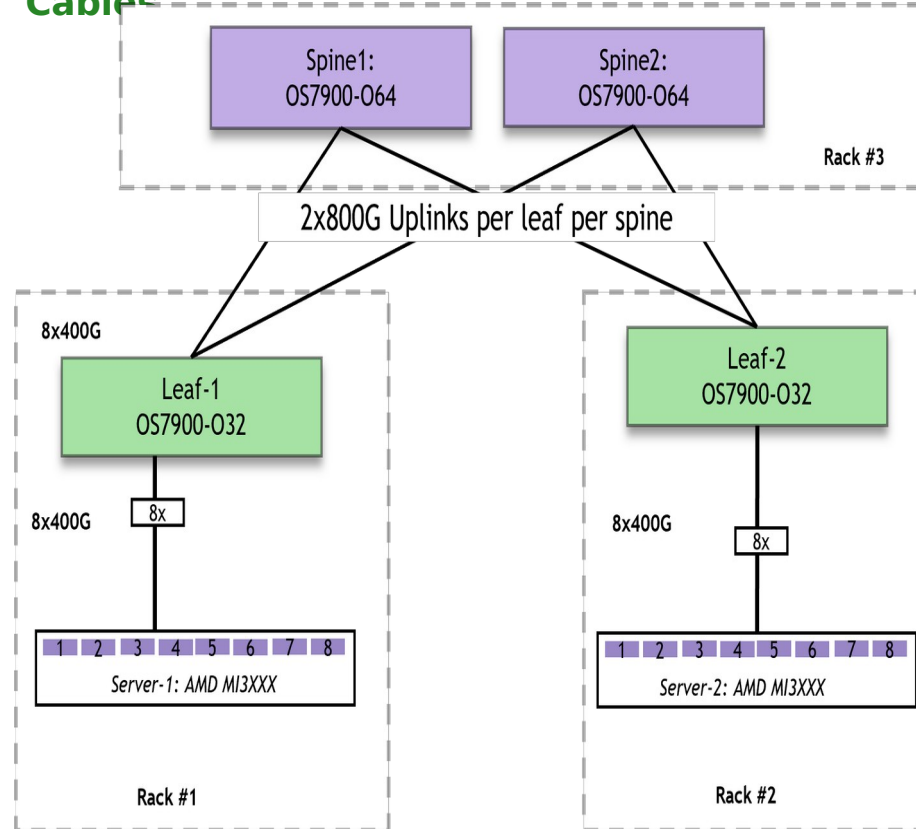 Cables
Spine1:
OS7900-O64
Spine2:
OS7900-O64
Rack #3
2x800G Uplinks per leaf per spine
8x400G
Leaf-1
OS7900-O32
Leaf-2
OS7900-O32
8x400G
8x
8x400G
8x
1 2 3 4 5 6 7 8
Server-1: AMD MI3XXX
1 2 3 4 5 6 7 8
Server-2: AMD MI3XXX
Rack #1
Rack #2